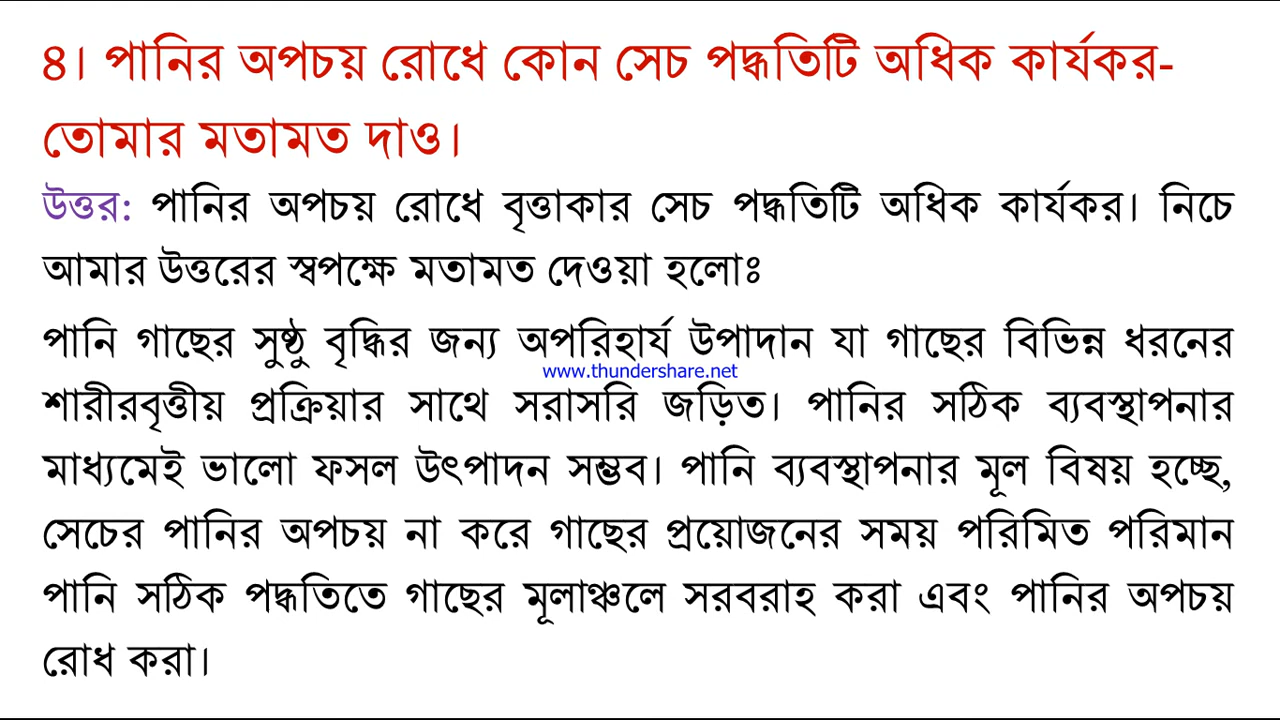 ৪। পানির অপচয় রোধে কোন সেচ পদ্ধতিটি অধিক কার্যকর-
তোমার মতামত দাও।
উত্তর: পানির অপচয় রোধে বৃত্তাকার সেচ পদ্ধতিটি অধিক কার্যকর। নিচে
আমার উত্তরের স্বপক্ষে মতামত দেওয়া হলোঃ
পানি গাছের সুষ্ঠু বৃদ্ধির জন্য অপরিহার্য উপাদান যা গাছের বিভিন্ন ধরনের
www.thundershare.net
শারীরবৃত্তীয় প্রক্রিয়ার সাথে সরাসরি জড়িত। পানির সঠিক ব্যবস্থাপনার
মাধ্যমেই ভালো ফসল উৎপাদন সম্ভব। পানি ব্যবস্থাপনার মূল বিষয় হচ্ছে,
সেচের পানির অপচয় না করে গাছের প্রয়োজনের সময় পরিমিত পরিমান
পানি সঠিক পদ্ধতিতে গাছের মূলাঞ্চলে সরবরাহ করা এবং পানির অপচয়
রোধ করা।